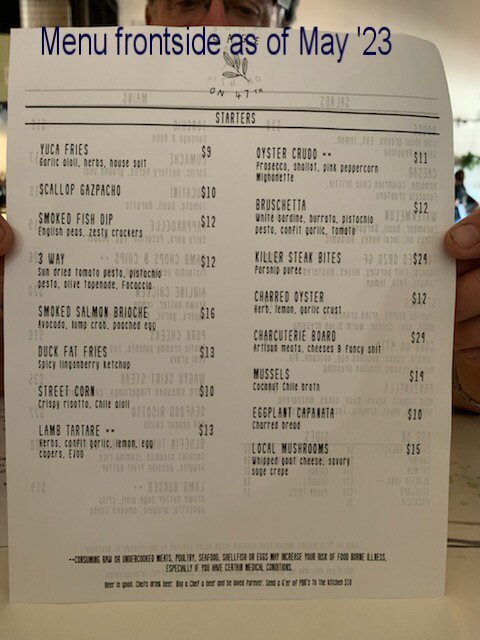 Menu frontside as of May '23
ON 47TH
STARTERS
YUCA FRIES $9
Garlic aioli, herbs, house salt
SCALLOP GAZPACHO $10
SMOKED FISH DIP $12
English peas, zesty crackers
3 WAY $12
Sun dried tomato pesto, pistachio
pesto, olive tapenade, Focaccia
SMOKED SALMON BRIOCHE $16
Avocado, lump crab, poached egg
DUCK FAT FRIES $13
Spicy lingonberry ketchup
STREET CORN $10
Crispy risotto, Chile aioli
LAMB TARTARE ** $13
Herbs, confit garlic, lemon, egg
capers, EVOO
OYSTER CRUDO ** $11
Prosecco, shallot, pink peppercorn
Mignonette
BRUSCHETTA $12
White sardine, burrata, pistachio
pesto, confit garlic, tomato
KILLER STEAK BITES $24
Parsnip puree
CHARRED OYSTER $12
Herb, lemon, garlic crust
CHARCUTERIE BOARD $29
Artisan meats, cheeses & fancy shit
MUSSELS $14
Coconut Chile broth
EGGPLANT CAPANATA $10
Charred bread
LOCAL MUSHROOMS $15
Whipped goat cheese, savory
sage crepe
**CONSUMING RAW OR UNDERCOOKED MEATS, POULTRY, SEAFOOD, SHELLFISH OR EGGS MAY INCREASE YOUR RISK OF FOOD BORNE ILLNESS,
ESPECIALLY IF YOU HAVE CERTAIN MEDICAL CONDITIONS.
Beer is good. Chefs drink beer. Buy a Chef a beer and be loved forever. Send a 6'er of PBR's to the kitchen $10